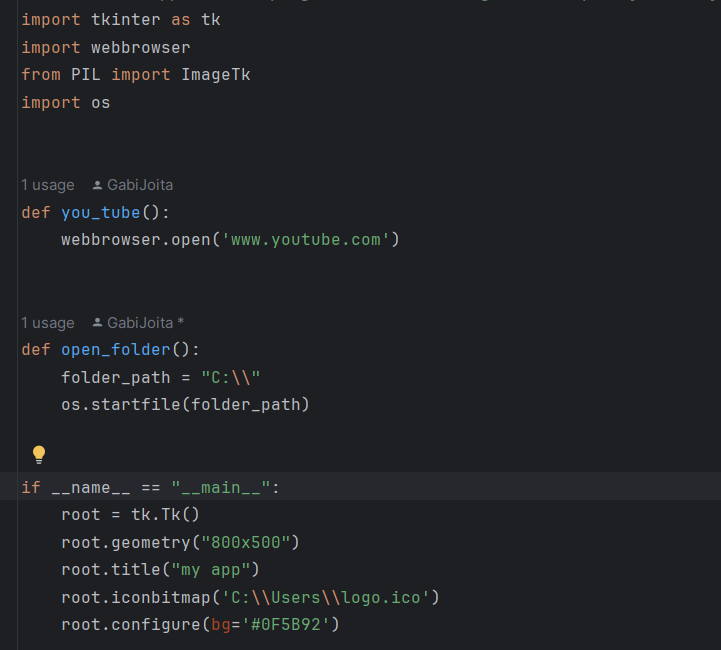 import tkinter as tk
import webbrowser
from PIL import ImageTk
import os
1 usage GabiJoita
def you_tube():
    webbrowser.open('www.youtube.com')
1 usage GabiJoita *
def open_folder():
    folder_path = "C:\\"
    os.startfile(folder_path)
if __name__ == "__main__":
    root = tk.Tk()
    root.geometry("800x500")
    root.title("my app")
    root.iconbitmap('C:\\Users\\logo.ico')
    root.configure(bg='#0F5B92')